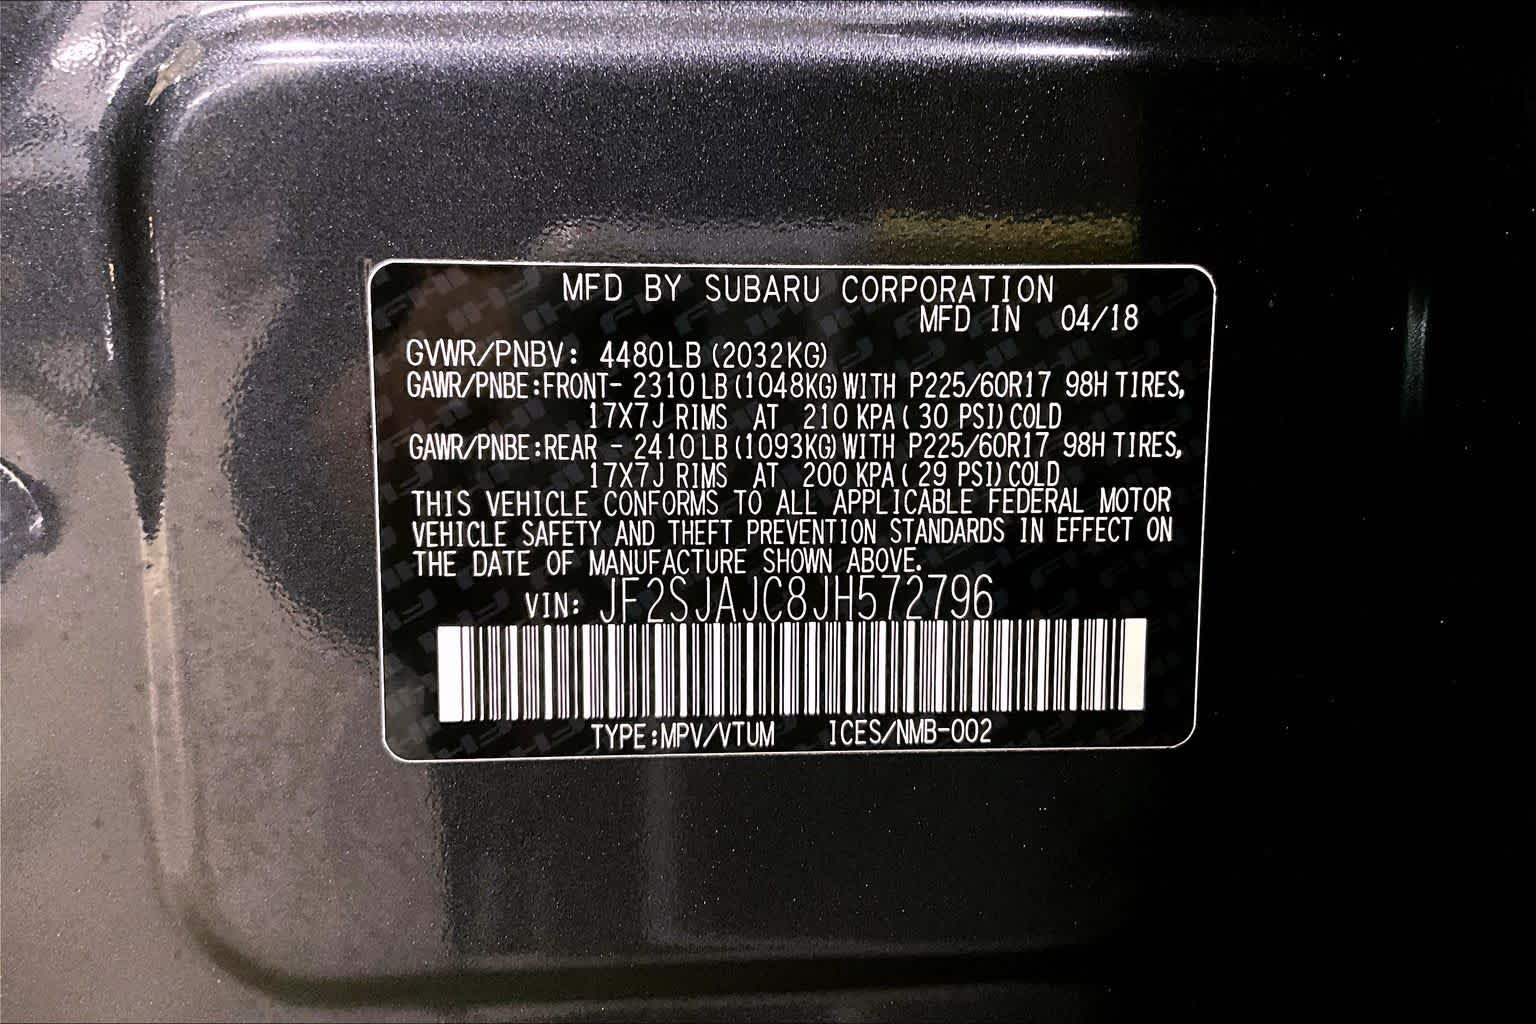 MFD BY SUBARU CORPORATION
MFD IN 04/18
GVWR/PNBV: 4480LB (2032KG)
GAWR/PNBE:FRONT- 2310LB (1048KG) WITH P225/60R17 98H TIRES,
17X7J RIMS AT 210 KPA ( 30 PSI) COLD
GAWR/PNBE:REAR - 2410LB (1093KG) WITH P225/60R17 98H TIRES,
17X7J RIMS AT 200 KPA ( 29 PSI) COLD
THIS VEHICLE CONFORMS TO ALL APPLICABLE FEDERAL MOTOR
VEHICLE SAFETY AND THEFT PREVENTION STANDARDS IN EFFECT ON
THE DATE OF MANUFACTURE SHOWN ABOVE.
VIN: JF2SJAJC8JH572796
TYPE:MPV/VTUM ICES/NMB-002